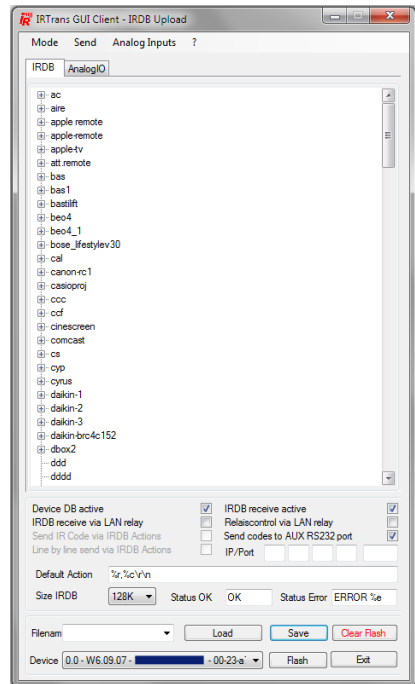 IRTrans GUI Client - IRDB Upload
Mode Send Analog Inputs ?
IRDB AnalogIO
ac
aire
apple remote
apple-remote
apple-tv
att.remote
bas
bas1
bastilift
beo4
beo4_1
bose_lifestylev30
cal
canon-rc1
casioproj
ccc
ccf
cinescreen
comcast
cs
cyp
cyrus
daikin-1
daikin-2
daikin-3
daikin-brc4c152
dbox2
ddd
dddd
Device DB active IRDB receive active
IRDB receive via LAN relay Relaiscontrol via LAN relay
Send IR Code via IRDB Actions Send codes to AUX RS232 port
Line by line send via IRDB Actions IP/Port
Default Action %r,%c\r\n
Size IRDB 128K Status OK OK Status Error ERROR %e
Filenam Load Save Clear Flash
Device 0.0 - W6.09.07 - - 00-23-a Flash Exit